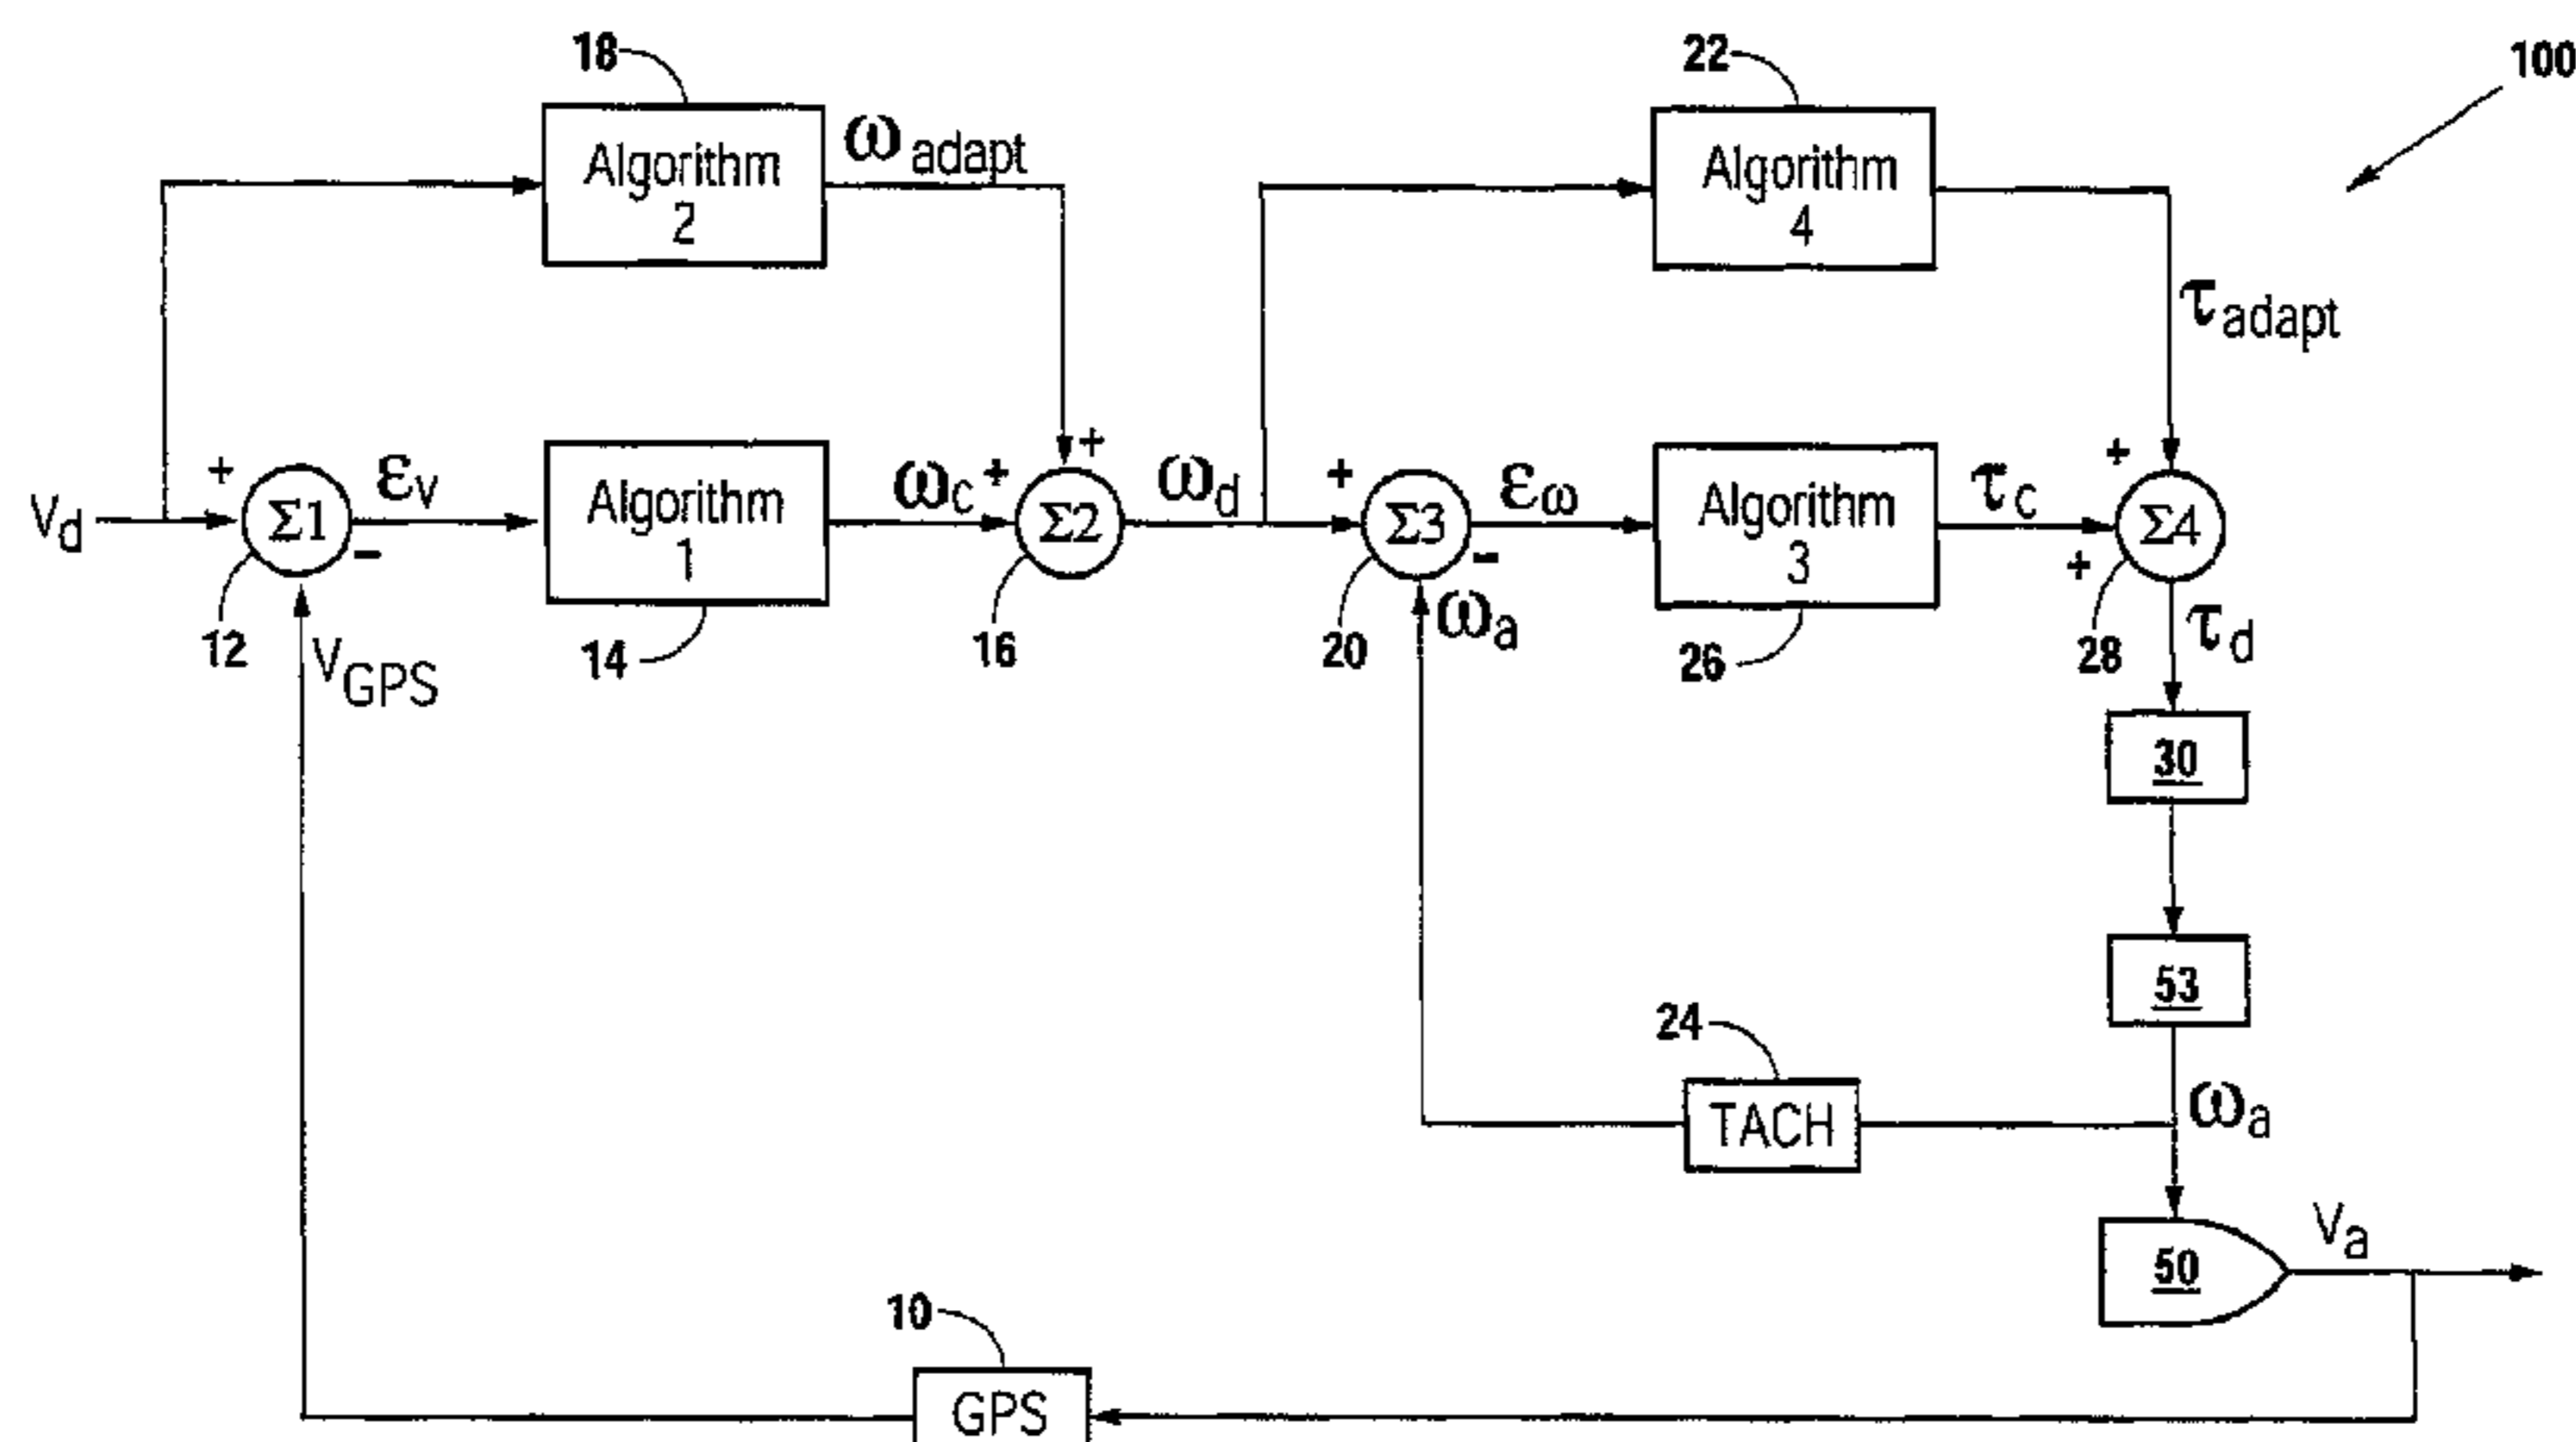 18
22
100
Algorithm
2
ω adapt
Algorithm
4
τ adapt
Vd
+
Σ1
-
εv
Algorithm
1
ωc
+
+
Σ2
ωd
+
Σ3
-
εω
Algorithm
3
τc
+
+
Σ4
12
VGPS
14
16
20
ωa
26
28
τd
30
53
24
TACH
ωa
50
Va
10
GPS